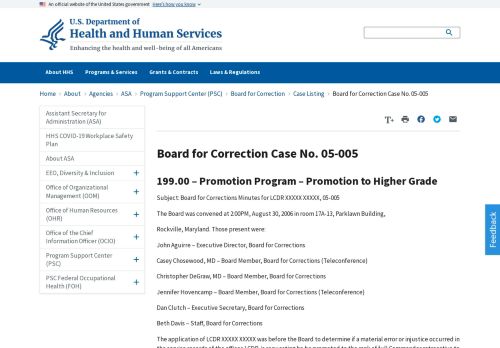 An official website of the United States government Here's how you know
U.S. Department of
Health and Human Services
Enhancing the health and well-being of all Americans
About HHS Programs & Services Grants & Contracts Laws & Regulations
Home > About > Agencies > ASA > Program Support Center (PSC) > Board for Correction > Case Listing > Board for Correction Case No. 05-005
Assistant Secretary for
Administration (ASA)
HHS COVID-19 Workplace Safety
Plan
About ASA
EEO, Diversity & Inclusion +
Office of Organizational
Management (OOM) +
Office of Human Resources
(OHR) +
Office of the Chief
Information Officer (OCIO) +
Program Support Center
(PSC) +
PSC Federal Occupational
Health (FOH) +
T+
Board for Correction Case No. 05-005
199.00 – Promotion Program – Promotion to Higher Grade
Subject: Board for Corrections Minutes for LCDR XXXXX XXXXX, 05-005
The Board was convened at 2:00PM, August 30, 2006 in room 17A-13, Parklawn Building,
Rockville, Maryland. Those present were:
John Aguirre – Executive Director, Board for Corrections
Casey Chosewood, MD – Board Member, Board for Corrections (Teleconference)
Christopher DeGraw, MD – Board Member, Board for Corrections
Jennifer Hovencamp – Board Member, Board for Corrections (Teleconference)
Dan Clutch – Executive Secretary, Board for Corrections
Beth Davis – Staff, Board for Corrections
The application of LCDR XXXXX XXXXX was before the Board to determine if a material error or injustice occurred in
Feedback